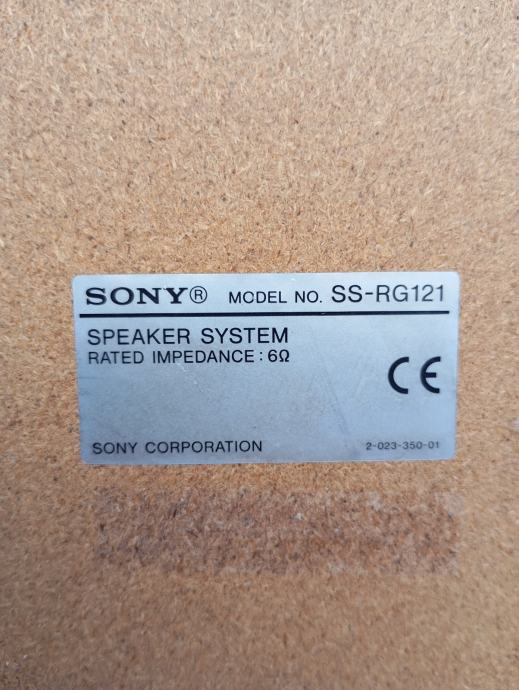 SONY® MODEL NO. SS-RG121
SPEAKER SYSTEM
RATED IMPEDANCE : 6Ω
CE
SONY CORPORATION 2-023-350-01